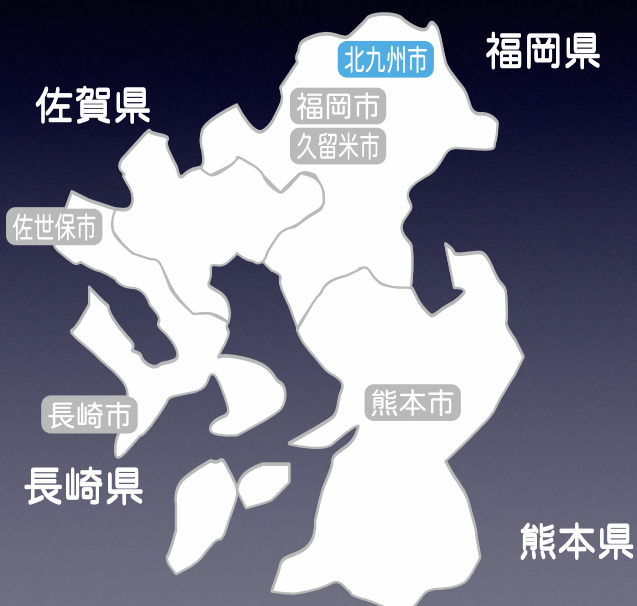 北九州市
福岡県
佐賀県
福岡市
久留米市
佐世保市
熊本市
長崎市
長崎県
熊本県